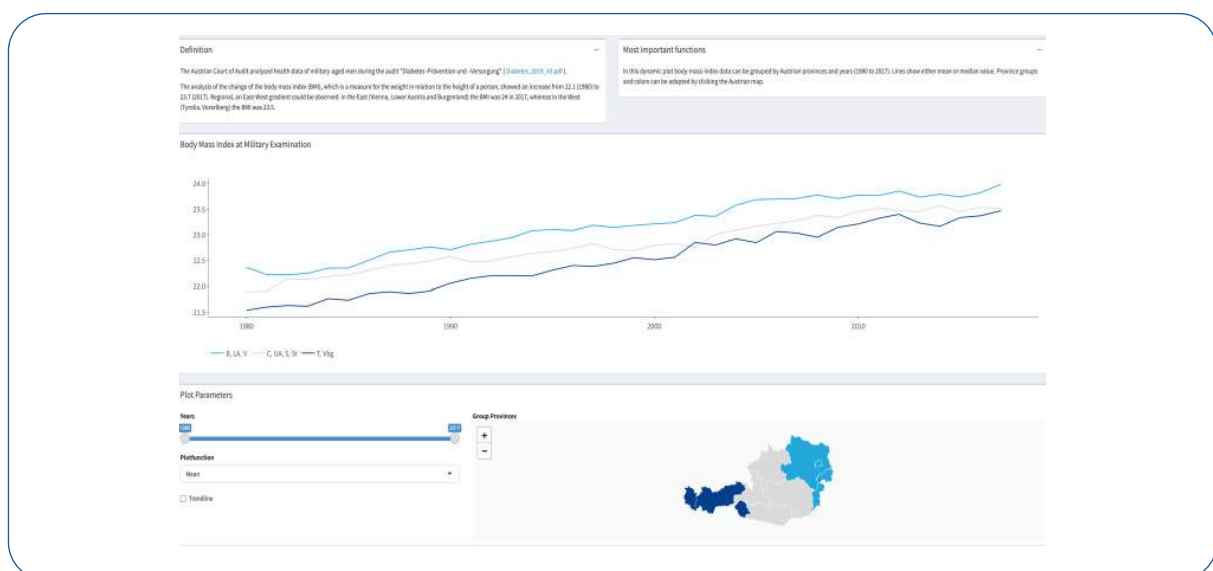 Definition
−
The Austrian Court of Audit analysed health data of military aged men during the audit "Diabetes -Prävention und -Versorgung" (Diabetes_2019_43.pdf).
The analysis of the change of the body mass index (BMI), which is a measure for the weight in relation to the height of a person, showed an increase from 22.1 (1980) to
23.7 (2017). Regional, an East-West gradient could be observed: in the East (Vienna, Lower Austria and Burgenland) the BMI was 24 in 2017, whereas in the West
(Tyrolia, Vorarlberg) the BMI was 23.5.
Most important functions
−
In this dynamic plot body mass-index data can be grouped by Austrian provinces and years (1980 to 2017). Lines show either mean or median value. Province groups
and colors can be adapted by clicking the Austrian map.
Body Mass Index at Military Examination
24.0
23.5
23.0
22.5
22.0
21.5
1980
1990
2000
2010
B, LA, V
C, UA, S, St
T, Vbg
Plot Parameters
Years
1980
2017
Plotfunction
Mean
Trendline
Group Provinces
+
−